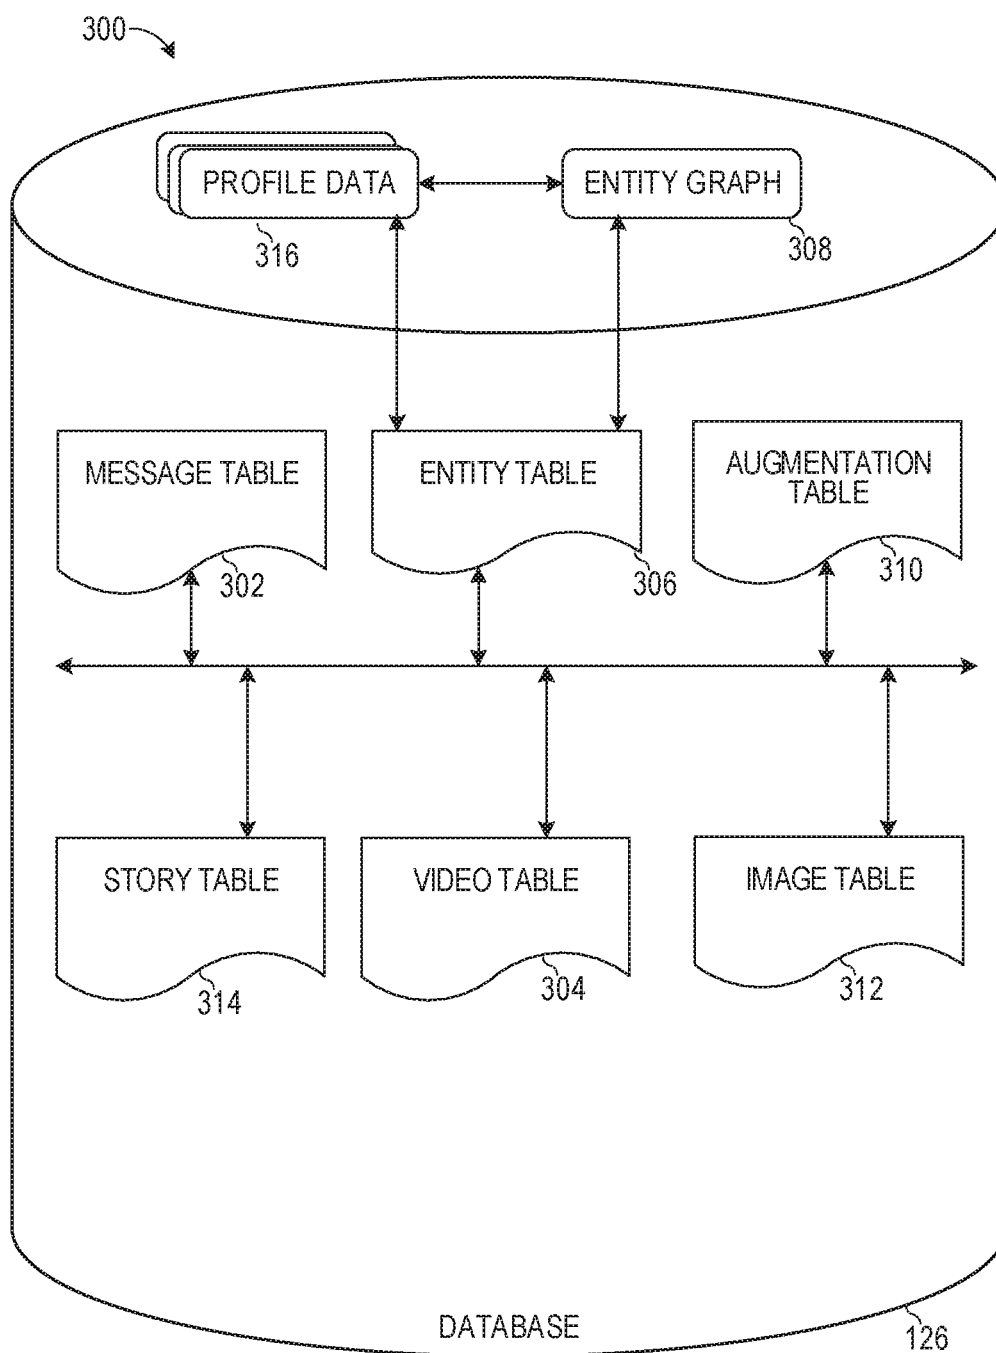 300
PROFILE DATA
ENTITY GRAPH
316
308
MESSAGE TABLE
ENTITY TABLE
AUGMENTATION
TABLE
302
306
310
STORY TABLE
VIDEO TABLE
IMAGE TABLE
314
304
312
DATABASE
126